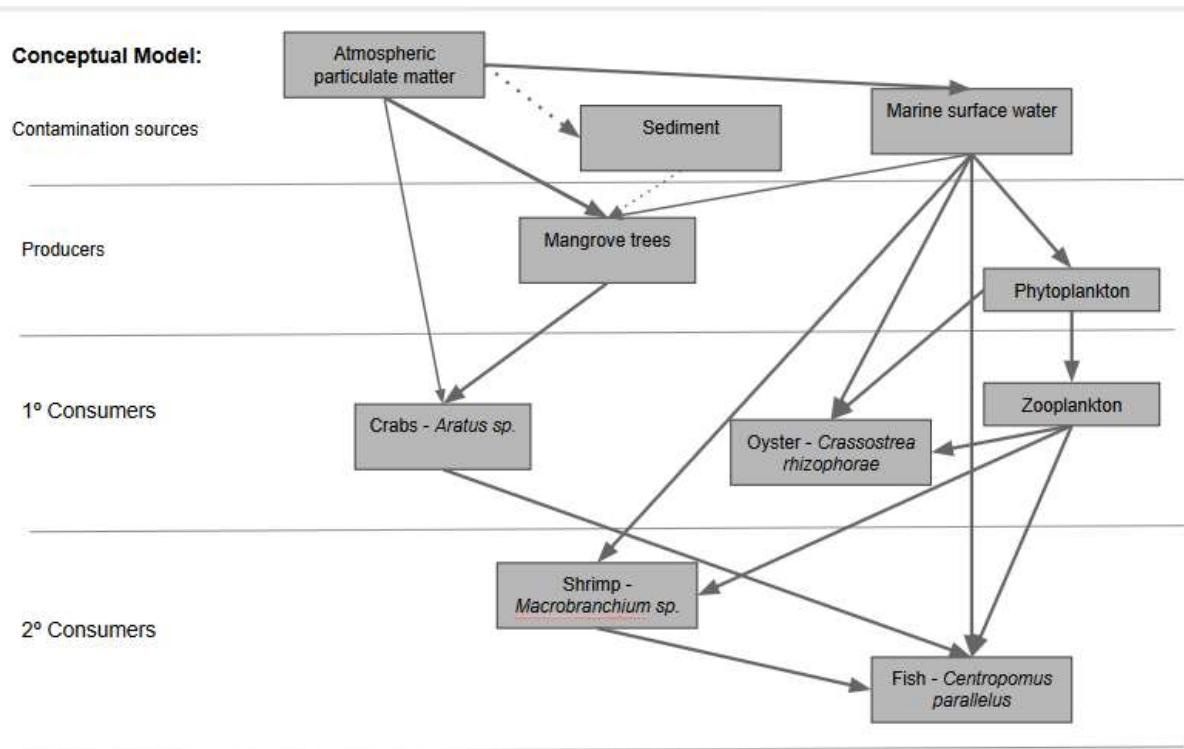 Conceptual Model:
Atmospheric
particulate matter
Contamination sources
Sediment
Marine surface water
Producers
Mangrove trees
Phytoplankton
1º Consumers
Crabs - Aratus sp.
Oyster - Crassostrea
rhizophorae
Zooplankton
2º Consumers
Shrimp -
Macrobranchium sp.
Fish - Centropomus
parallelus